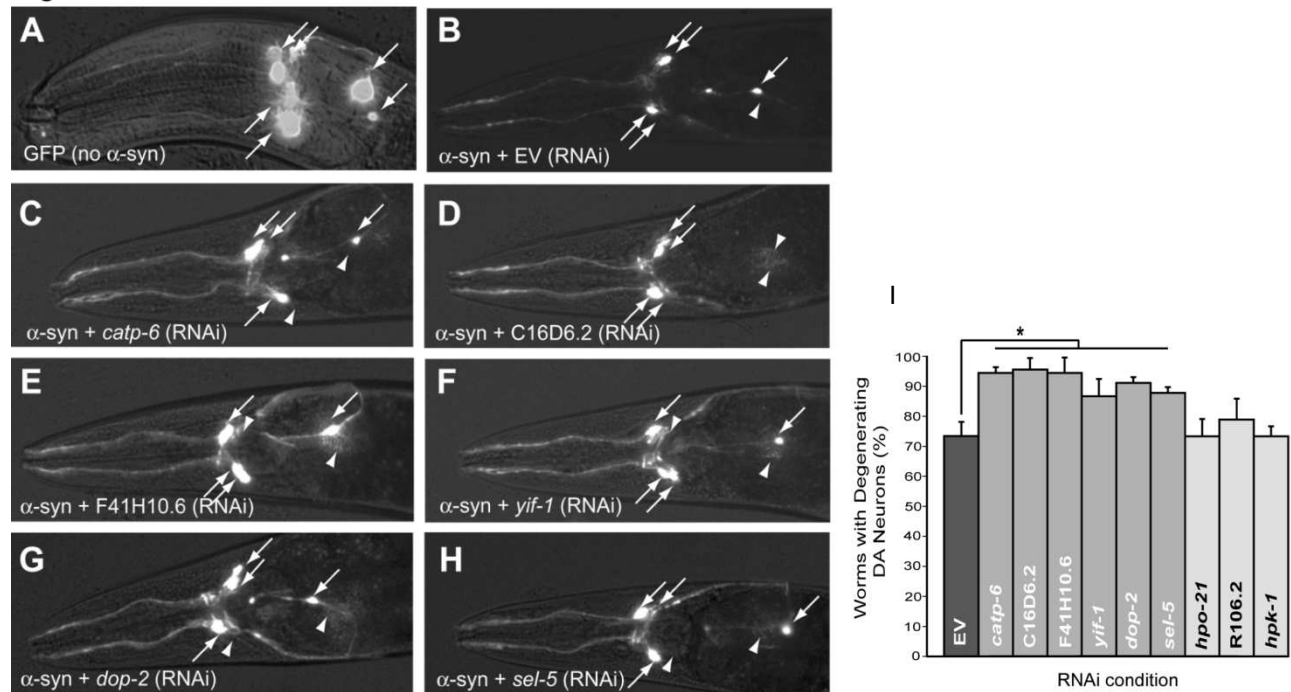 A
GFP (no α-syn)
B
α-syn + EV (RNAi)
C
α-syn + catp-6 (RNAi)
D
α-syn + C16D6.2 (RNAi)
E
α-syn + F41H10.6 (RNAi)
F
α-syn + yif-1 (RNAi)
G
α-syn + dop-2 (RNAi)
H
α-syn + sel-5 (RNAi)
I
*
Worms with Degenerating
DA Neurons (%)
100
90
80
70
60
50
40
30
20
10
0
EV
catp-6
C16D6.2
F41H10.6
yif-1
dop-2
sel-5
hpo-21
R106.2
hpk-1
RNAi condition